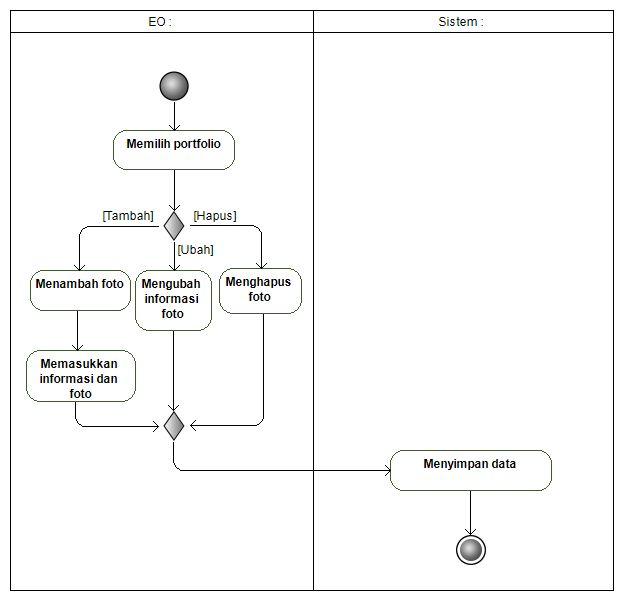 EO :
Sistem :
Memilih portfolio
[Tambah]
[Hapus]
[Ubah]
Menambah foto
Mengubah
informasi
foto
Menghapus
foto
Memasukkan
informasi dan
foto
Menyimpan data